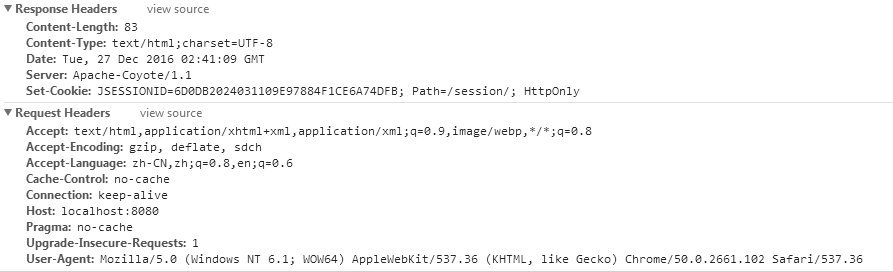 Response Headers view source
Content-Length: 83
Content-Type: text/html;charset=UTF-8
Date: Tue, 27 Dec 2016 02:41:09 GMT
Server: Apache-Coyote/1.1
Set-Cookie: JSESSIONID=6D0DB2024031109E97884F1CE6A74DFB; Path=/session/; HttpOnly
Request Headers view source
Accept: text/html,application/xhtml+xml,application/xml;q=0.9,image/webp,*/*;q=0.8
Accept-Encoding: gzip, deflate, sdch
Accept-Language: zh-CN,zh;q=0.8,en;q=0.6
Cache-Control: no-cache
Connection: keep-alive
Host: localhost:8080
Pragma: no-cache
Upgrade-Insecure-Requests: 1
User-Agent: Mozilla/5.0 (Windows NT 6.1; WOW64) AppleWebKit/537.36 (KHTML, like Gecko) Chrome/50.0.2661.102 Safari/537.36